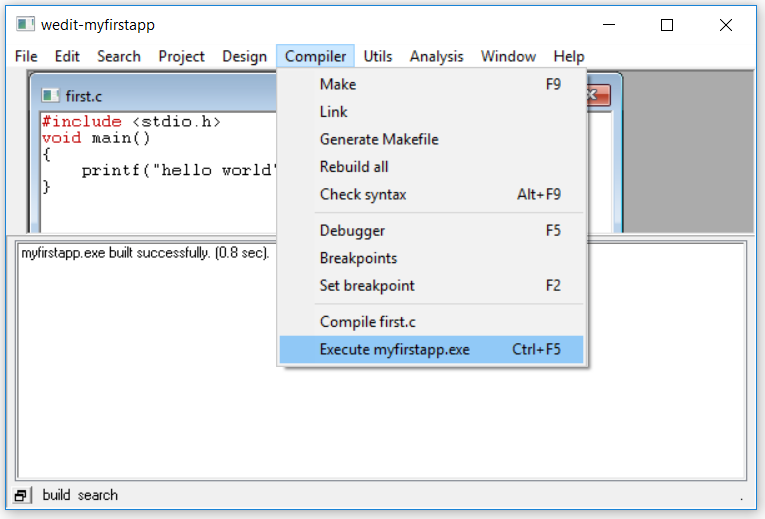 wedit-myfirstapp
File Edit Search Project Design Compiler Utils Analysis Window Help
first.c
#include <stdio.h>
void main()
{
printf("hello world"
}
Make F9
Link
Generate Makefile
Rebuild all
Check syntax Alt+F9
Debugger F5
Breakpoints
Set breakpoint F2
Compile first.c
Execute myfirstapp.exe Ctrl+F5
myfirstapp.exe built successfully. (0.8 sec).
build search
.